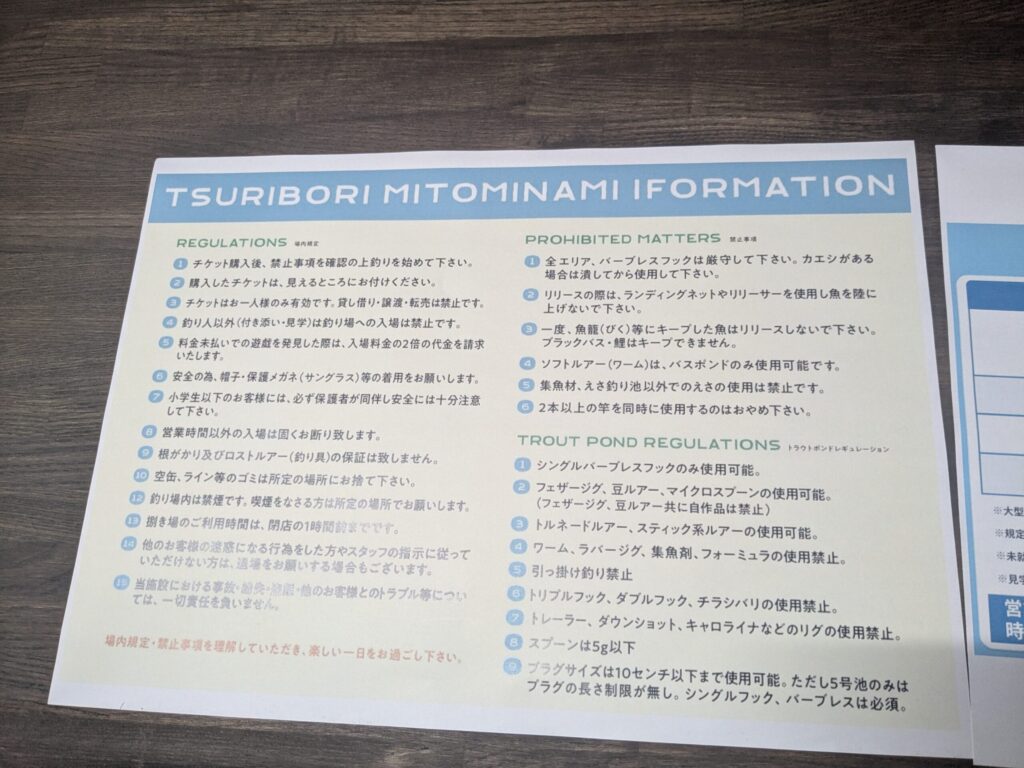 TSURIBORI MITOMINAMI IFORMATION
REGULATIONS 場内規定
1 チケット購入後、禁止事項を確認の上釣りを始めて下さい。
2 購入したチケットは、見えるところにお付けください。
3 チケットはお一人様のみ有効です。貸し借り・譲渡・転売は禁止です。
4 釣り人以外(付き添い・見学)は釣り場への入場は禁止です。
5 料金未払いでの遊戯を発見した際は、入場料金の2倍の代金を請求
いたします。
6 安全の為、帽子・保護メガネ(サングラス)等の着用をお願いします。
7 小学生以下のお客様には、必ず保護者が同伴し安全には十分注意
して下さい。
8 営業時間以外の入場は固くお断り致します。
9 根がかり及びロストルアー(釣り具)の保証は致しません。
10 空缶、ライン等のゴミは所定の場所にお捨て下さい。
12 釣り場内は禁煙です。喫煙をなさる方は所定の場所でお願いします。
13 捌き場のご利用時間は、閉店の1時間前までです。
14 他のお客様の迷惑になる行為をした方やスタッフの指示に従って
いただけない方は、退場をお願いする場合もございます。
15 当施設における事故・紛失・盗難・他のお客様とのトラブル等につい
ては、一切責任を負いません。
場内規定・禁止事項を理解していただき、楽しい一日をお過ごし下さい。
PROHIBITED MATTERS 禁止事項
1 全エリア、バーブレスフックは厳守して下さい。カエシがある
場合は潰してから使用して下さい。
2 リリースの際は、ランディングネットやリリーサーを使用し魚を陸に
上げないで下さい。
3 一度、魚籠(びく)等にキープした魚はリリースしないで下さい。
ブラックバス・鯉はキープできません。
4 ソフトルアー(ワーム)は、バスポンドのみ使用可能です。
5 集魚材、えさ釣り池以外でのえさの使用は禁止です。
6 2本以上の竿を同時に使用するのはおやめ下さい。
TROUT POND REGULATIONS トラウトポンドレギュレーション
1 シングルバーブレスフックのみ使用可能。
2 フェザージグ、豆ルアー、マイクロスプーンの使用可能。
(フェザージグ、豆ルアー共に自作品は禁止)
3 トルネードルアー、スティック系ルアーの使用可能。
4 ワーム、ラバージグ、集魚剤、フォーミュラの使用禁止。
5 引っ掛け釣り禁止
6 トリプルフック、ダブルフック、チラシバリの使用禁止。
7 トレーラー、ダウンショット、キャロライナなどのリグの使用禁止。
8 スプーンは5g以下
9 プラグサイズは10センチ以下まで使用可能。ただし5号池のみは
プラグの長さ制限が無し。シングルフック、バーブレスは必須。
※大型
※規定
※未就
※見学
営
時